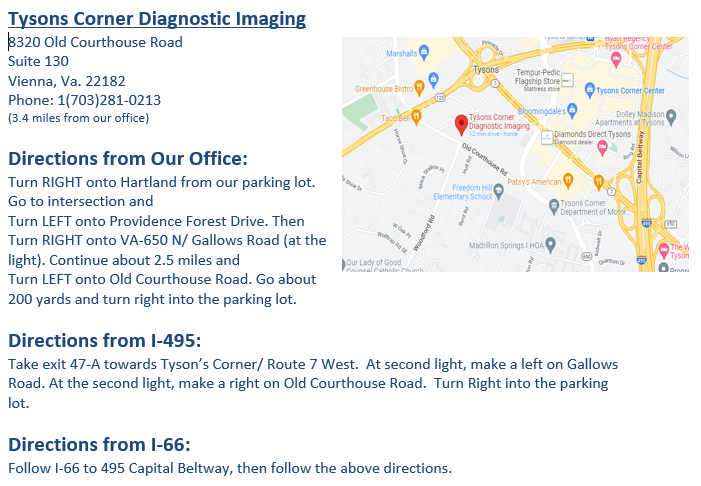 Tysons Corner Diagnostic Imaging
8320 Old Courthouse Road
Suite 130
Vienna, Va. 22182
Phone: 1(703)281-0213
(3.4 miles from our office)
Directions from Our Office:
Turn RIGHT onto Hartland from our parking lot.
Go to intersection and
Turn LEFT onto Providence Forest Drive. Then
Turn RIGHT onto VA-650 N/ Gallows Road (at the
light). Continue about 2.5 miles and
Turn LEFT onto Old Courthouse Road. Go about
200 yards and turn right into the parking lot.
Marshalls
Greenhouse Bistro
Taco Bell
Tysons
Tysons Corner Center
Tempur-Pedic
Flagship Store
Mattress store
Tysons Corner Center
Bloomingdale's
Dolley Madison
Apartments at Tysons
Tysons Corner
Diagnostic Imaging
12 min drive - home
Diamonds Direct Tysons
Diamond dealer
Old Courthouse Rd
Capital Beltway
Freedom Hill
Elementary School
Patsy's American
Tysons Corner
Department of Motor...
Woodford Rd
Madrillon Springs I HOA
Our Lady of Good
Counsel Catholic Church
123
7
7
650
495
495
Directions from I-495:
Take exit 47-A towards Tyson’s Corner/ Route 7 West.  At second light, make a left on Gallows
Road. At the second light, make a right on Old Courthouse Road.  Turn Right into the parking
lot.
Directions from I-66:
Follow I-66 to 495 Capital Beltway, then follow the above directions.